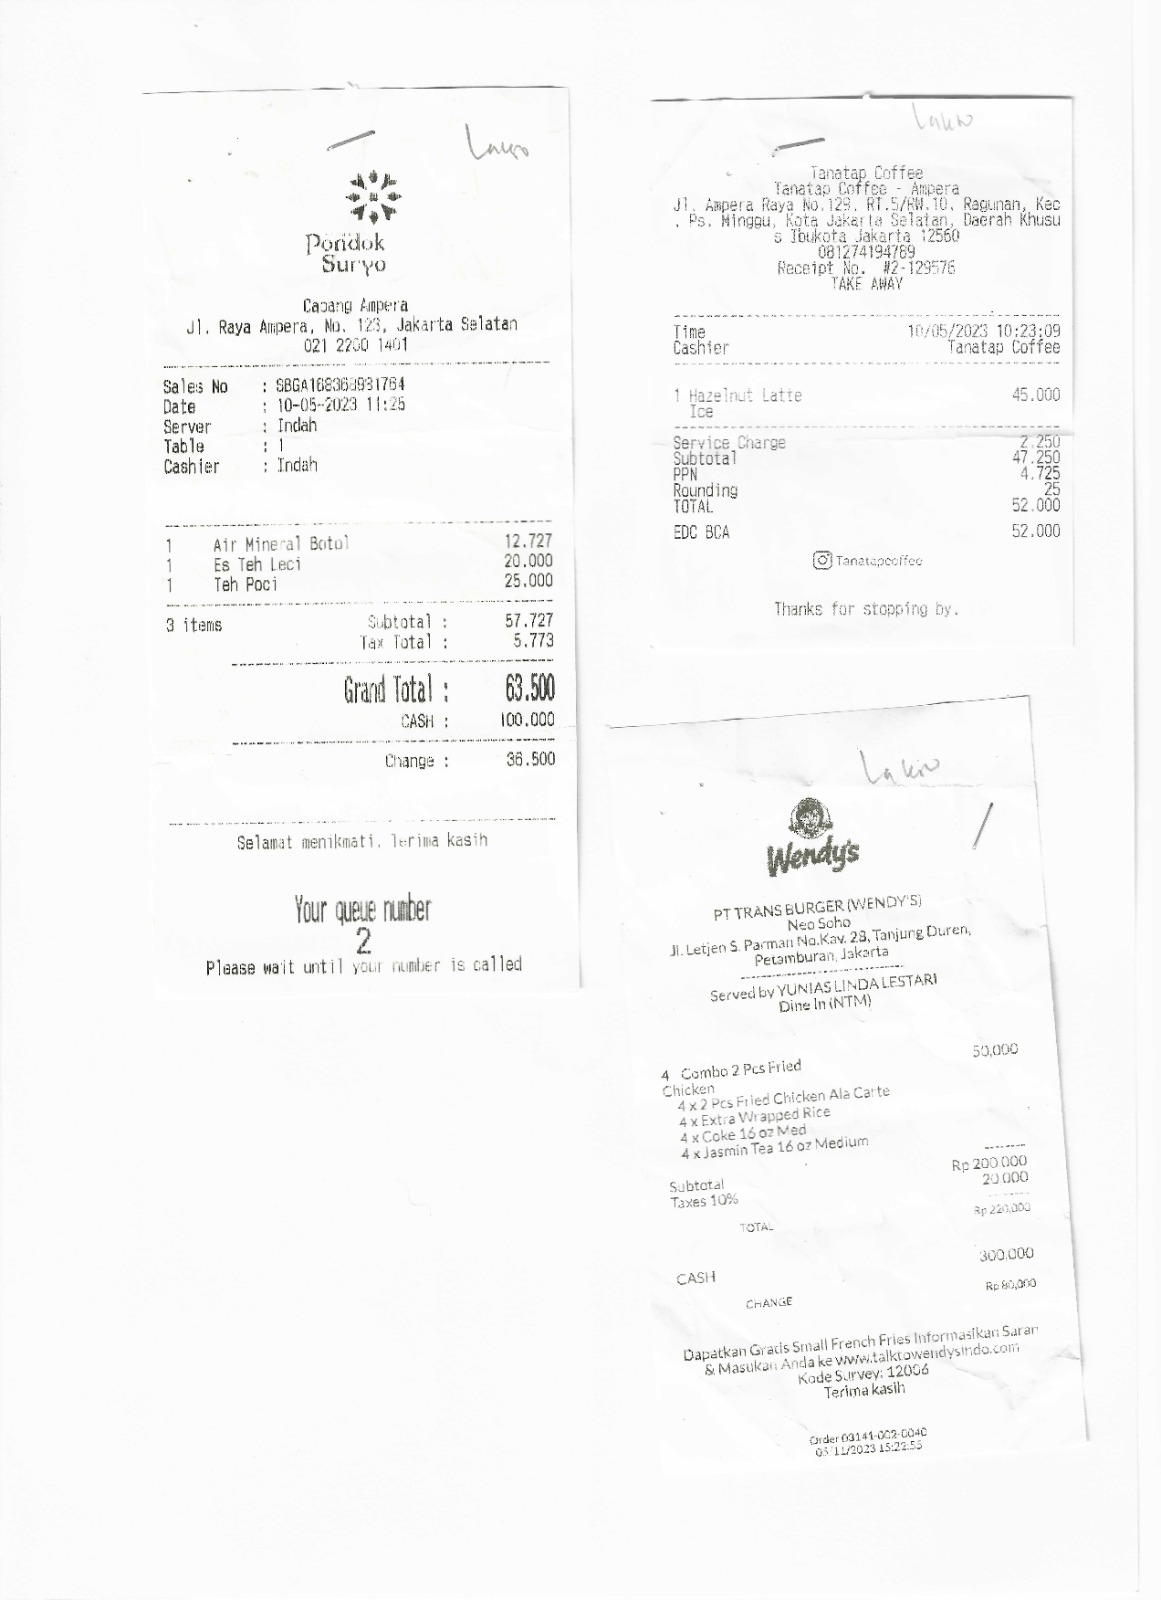 Pondok
Suryo
Cabang Ampera
Jl. Raya Ampera, No. 123, Jakarta Selatan
021 2200 1401
Sales No : SBGA168368981764
Date : 10-05-2023 11:25
Server : Indah
Table : 1
Cashier : Indah
1 Air Mineral Botol 12.727
1 Es Teh Leci 20.000
1 Teh Poci 25.000
3 items Subtotal : 57.727
Tax Total : 5.773
Grand Total : 63.500
CASH : 100.000
Change : 36.500
Selamat menikmati, Terima kasih
Your queue number
2
Please wait until your number is called
Tanatap Coffee
Tanatap Coffee - Ampera
Jl. Ampera Raya No.129, RT.5/RW.10, Ragunan, Kec
. Ps. Minggu, Kota Jakarta Selatan, Daerah Khusu
s Ibukota Jakarta 12560
081274194789
Receipt No. #2-129576
TAKE AWAY
Time 10/05/2023 10:23:09
Cashier Tanatap Coffee
1 Hazelnut Latte 45.000
Ice
Service Charge 2.250
Subtotal 47.250
PPN 4.725
Rounding 25
TOTAL 52.000
EDC BCA 52.000
Tanatapcoffee
Thanks for stopping by.
Wendy's
PT TRANS BURGER (WENDY'S)
Neo Soho
Jl. Letjen S. Parman No.Kav. 28, Tanjung Duren,
Petamburan, Jakarta
Served by YUNIAS LINDA LESTARI
Dine In (NTM)
4 Combo 2 Pcs Fried 50,000
Chicken
4 x 2 Pcs Fried Chicken Ala Carte
4 x Extra Wrapped Rice
4 x Coke 16 oz Med
4 x Jasmin Tea 16 oz Medium
Subtotal Rp 200.000
Taxes 10% 20.000
TOTAL Rp 220,000
CASH 300,000
CHANGE Rp 80,000
Dapatkan Gratis Small French Fries Informasikan Saran
& Masukan Anda ke www.talktowendysindo.com
Kode Survey: 12006
Terima kasih
Order 03141-002-0040
05/11/2023 15:22:55